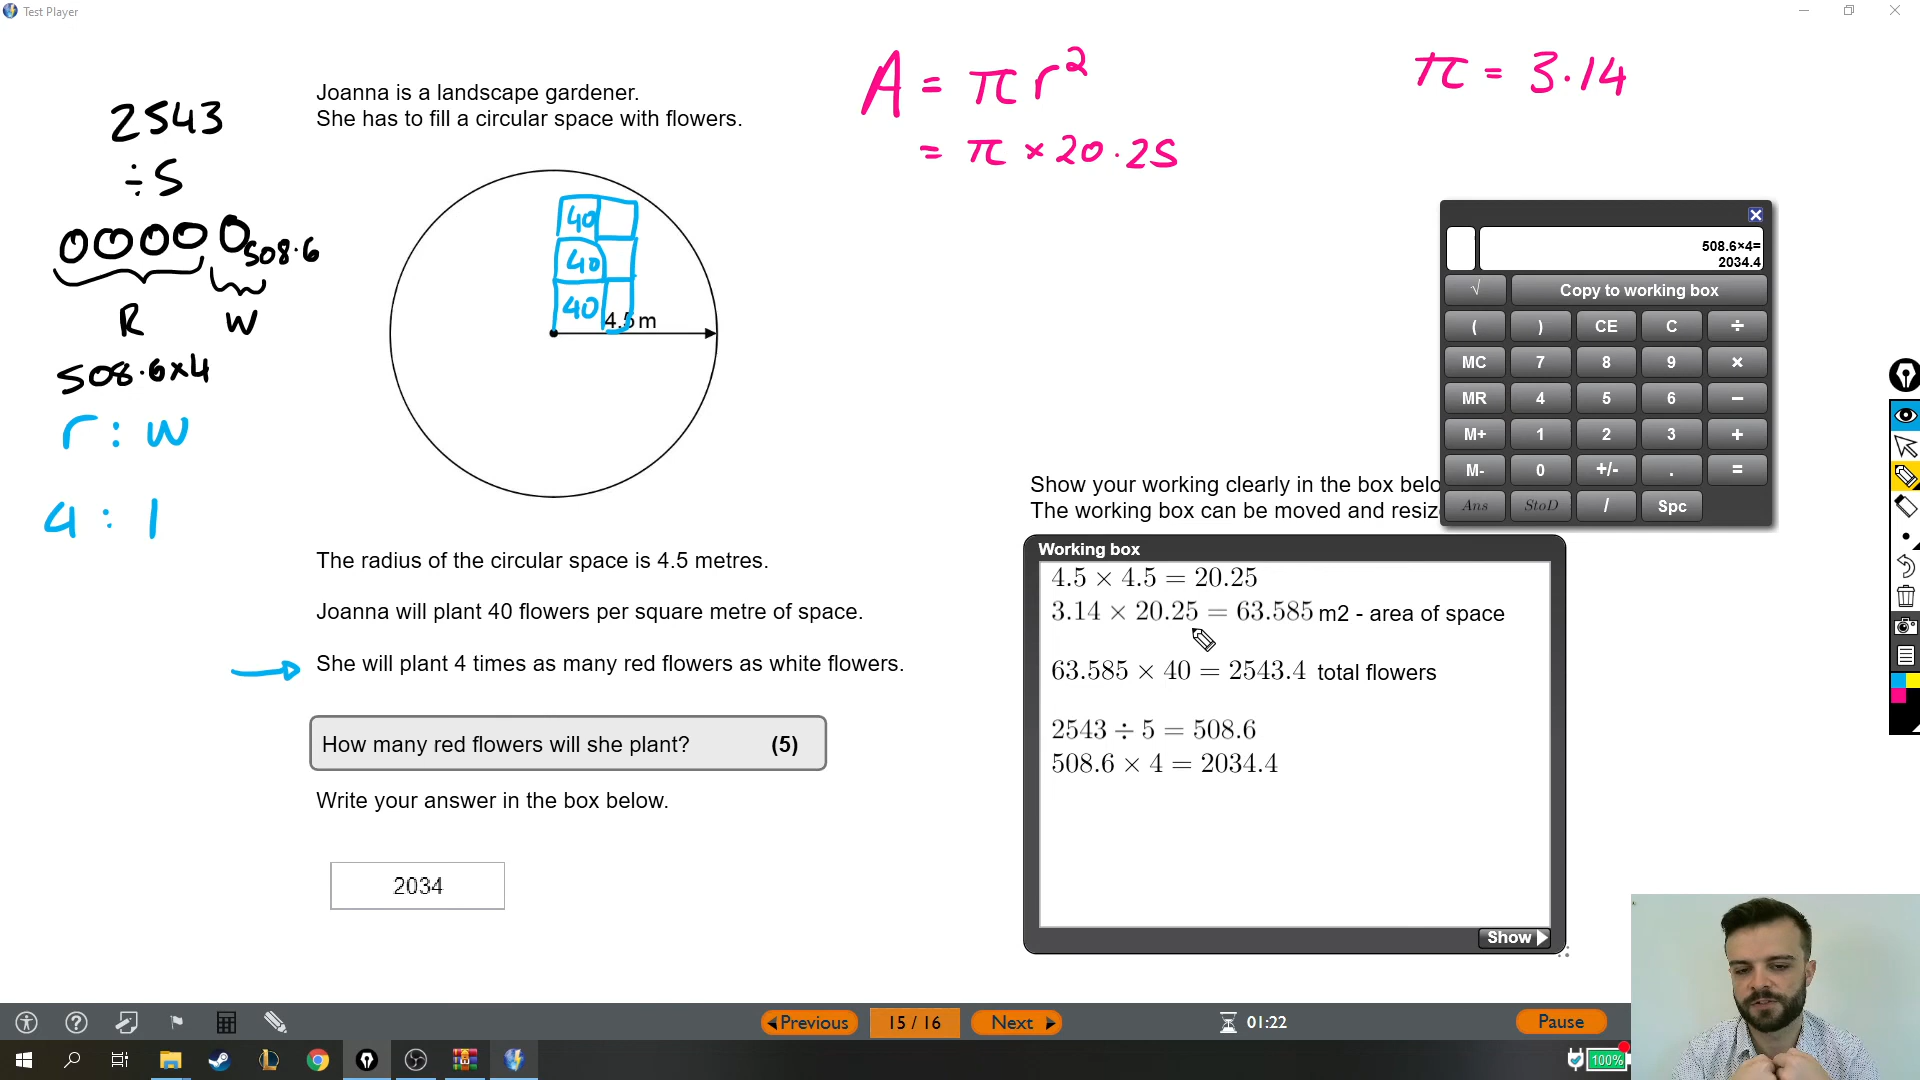 Test Player
A = πr²
= π × 20.25
π = 3.14
2543
÷5
00000 508.6
R W
508.6×4
r : w
4 : 1
Joanna is a landscape gardener.
She has to fill a circular space with flowers.
40
40
40
4.5 m
The radius of the circular space is 4.5 metres.
Joanna will plant 40 flowers per square metre of space.
She will plant 4 times as many red flowers as white flowers.
How many red flowers will she plant? (5)
Write your answer in the box below.
2034
508.6×4=
2034.4
√ Copy to working box
( ) CE C ÷
MC 7 8 9 ×
MR 4 5 6 −
M+ 1 2 3 +
M- 0 +/- . =
Ans StoD / Spc
Show your working clearly in the box belo
The working box can be moved and resiz
Working box
4.5 × 4.5 = 20.25
3.14 × 20.25 = 63.585 m2 - area of space
63.585 × 40 = 2543.4 total flowers
2543 ÷ 5 = 508.6
508.6 × 4 = 2034.4
Show
Previous 15 / 16 Next 01:22 Pause
100%